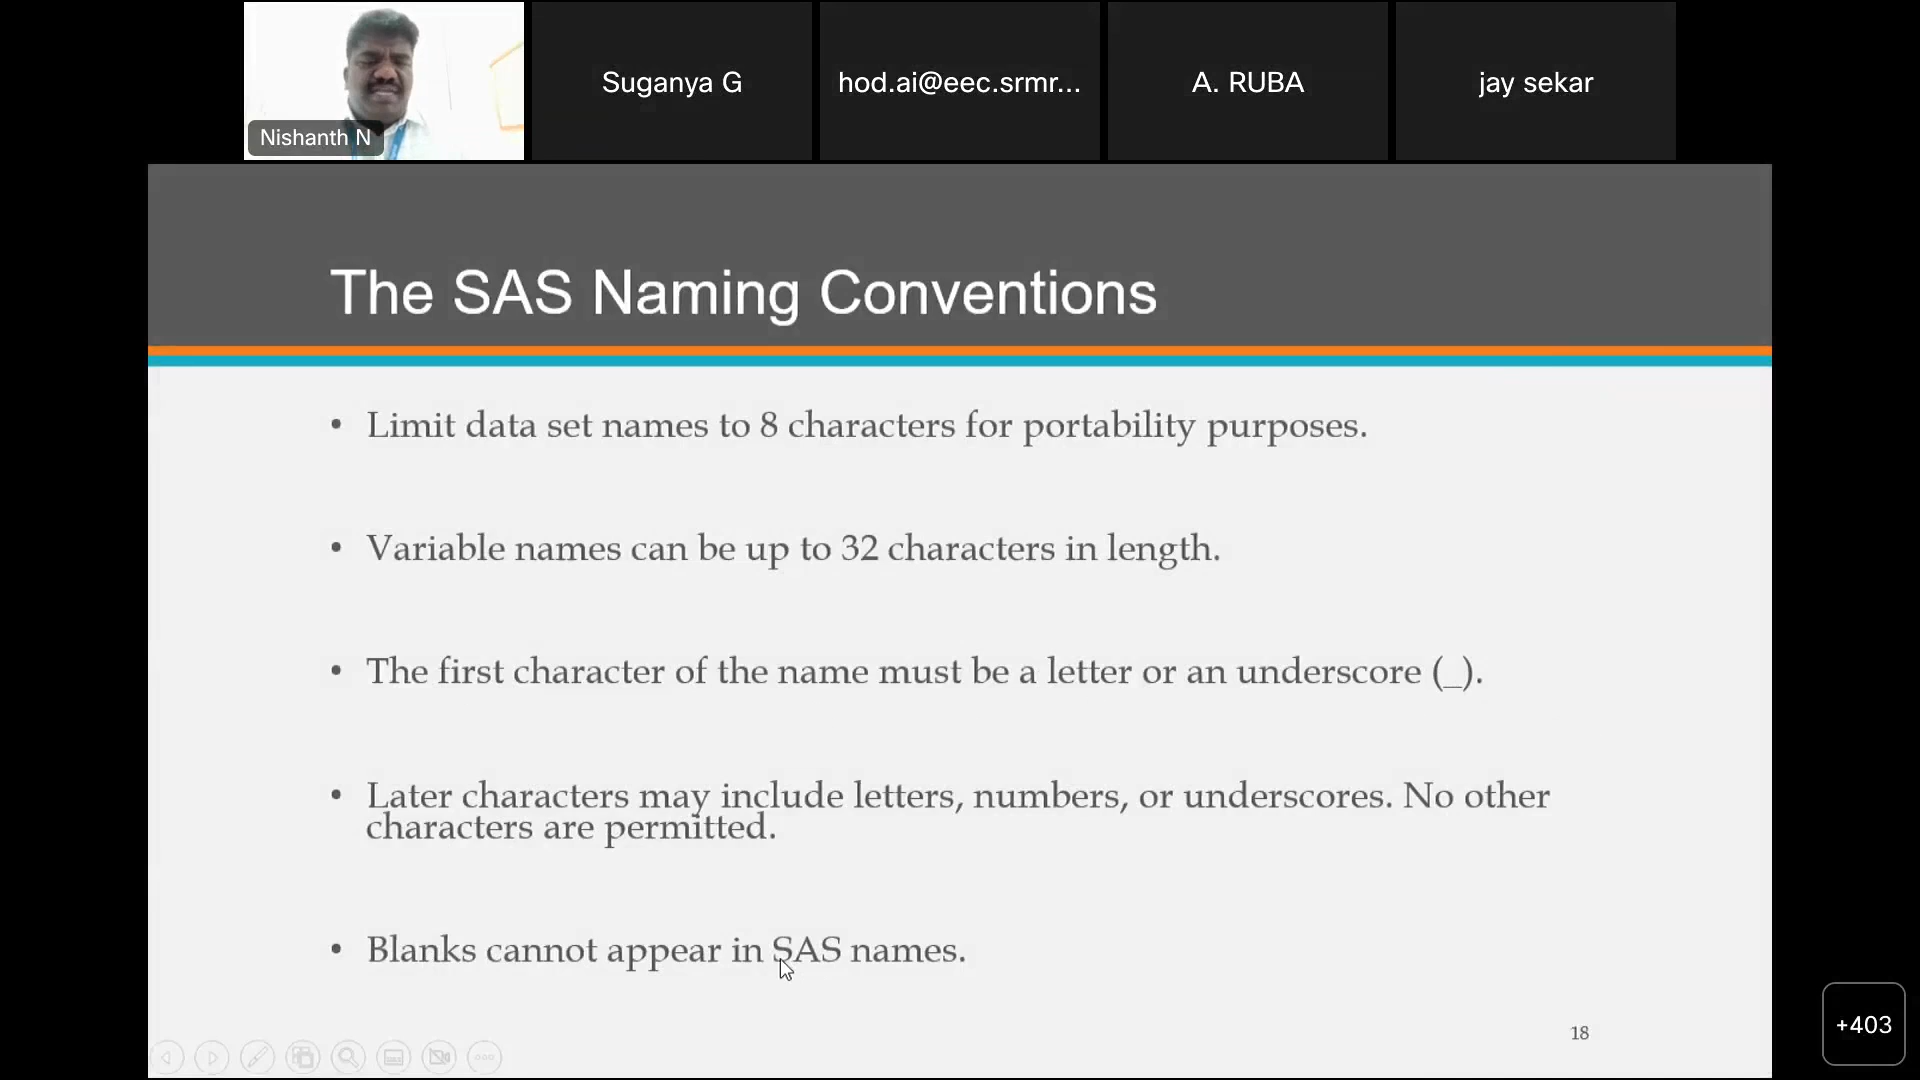 Nishanth N
Suganya G
hod.ai@eec.srmr...
A. RUBA
jay sekar
The SAS Naming Conventions
• Limit data set names to 8 characters for portability purposes.
• Variable names can be up to 32 characters in length.
• The first character of the name must be a letter or an underscore (_).
• Later characters may include letters, numbers, or underscores. No other
characters are permitted.
• Blanks cannot appear in SAS names.
18
+403